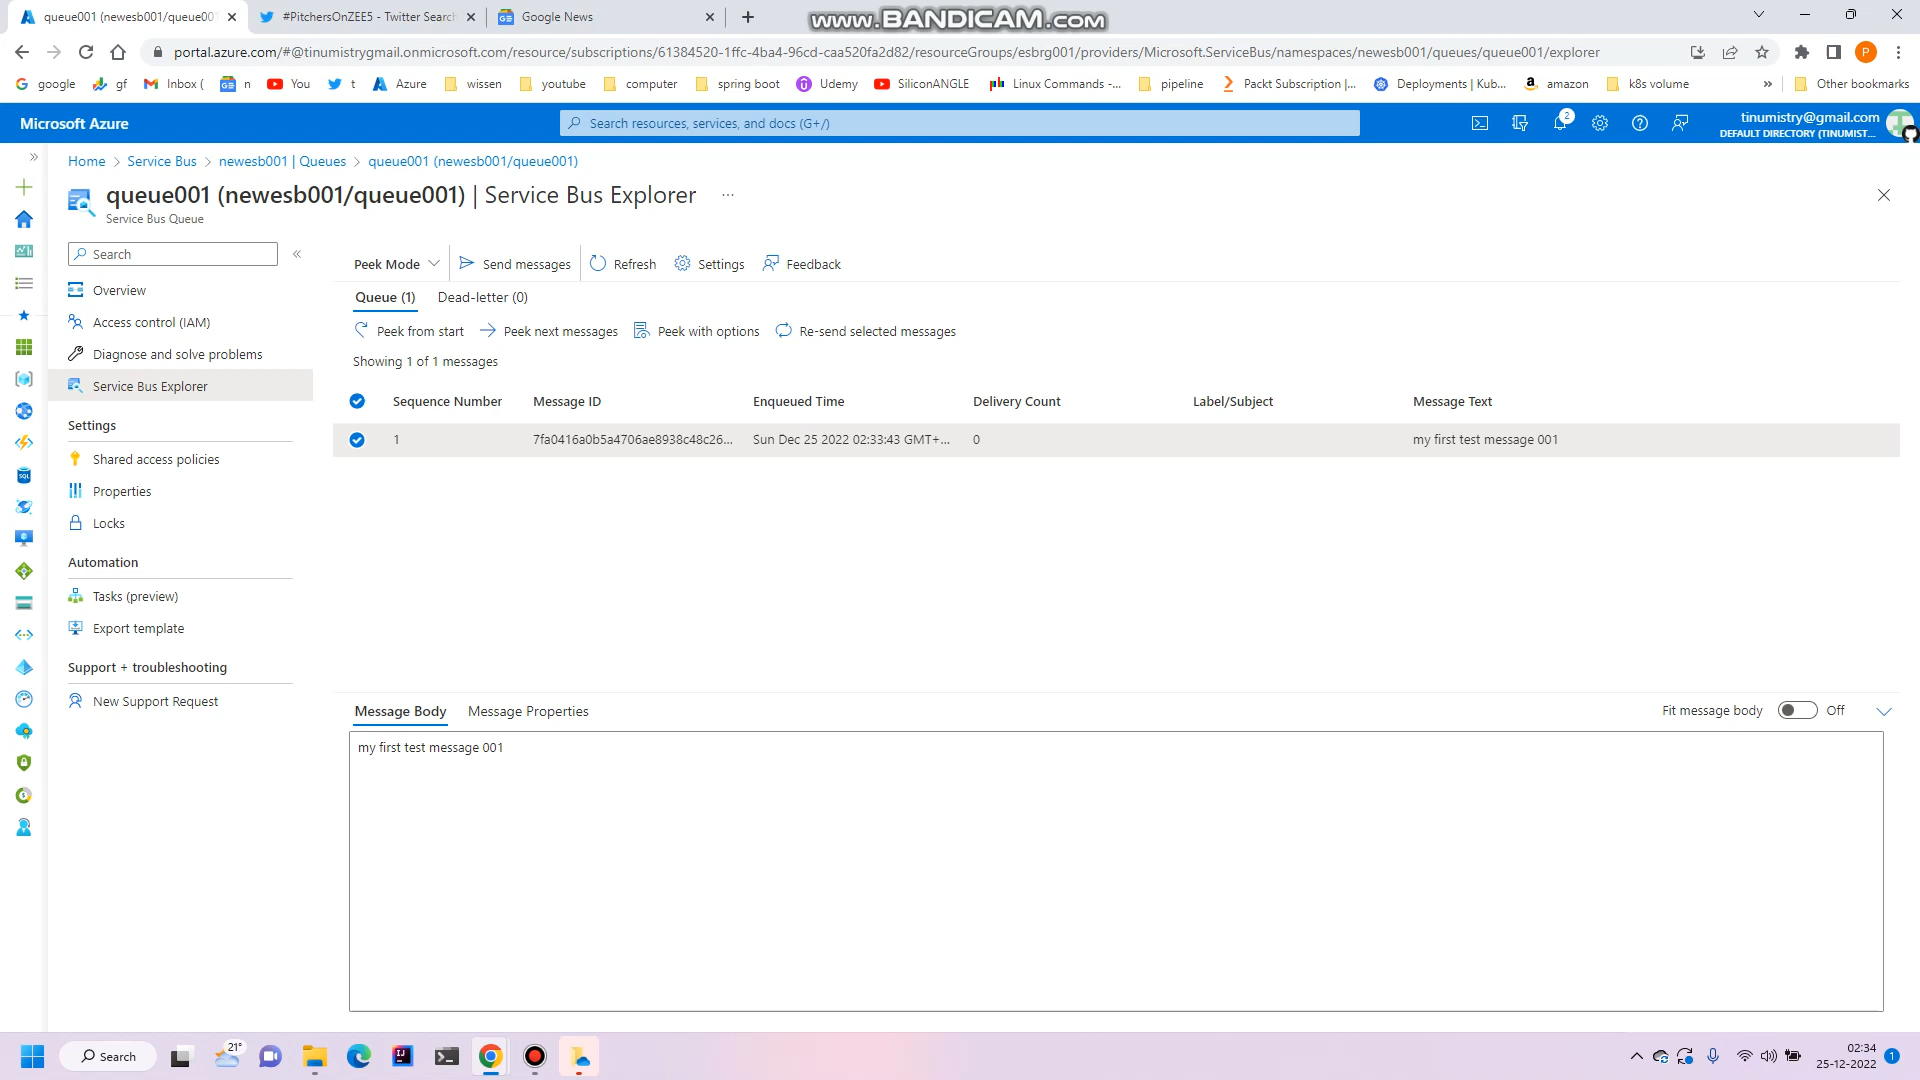 queue001 (newesb001/queue001
#PitchersOnZEE5 - Twitter Search
Google News
www.BANDICAM.com
portal.azure.com/#@tinumistrygmail.onmicrosoft.com/resource/subscriptions/61384520-1ffc-4ba4-96cd-caa520fa2d82/resourceGroups/esbrg001/providers/Microsoft.ServiceBus/namespaces/newesb001/queues/queue001/explorer
P
google gf Inbox ( n You t Azure wissen youtube computer spring boot Udemy SiliconANGLE Linux Commands -... pipeline Packt Subscription |... Deployments | Kub... amazon k8s volume » Other bookmarks
Microsoft Azure
Search resources, services, and docs (G+/)
2
tinumistry@gmail.com
DEFAULT DIRECTORY (TINUMIST...
Home > Service Bus > newesb001 | Queues > queue001 (newesb001/queue001)
queue001 (newesb001/queue001) | Service Bus Explorer ...
Service Bus Queue
Search
Overview
Access control (IAM)
Diagnose and solve problems
Service Bus Explorer
Settings
Shared access policies
Properties
Locks
Automation
Tasks (preview)
Export template
Support + troubleshooting
New Support Request
Peek Mode Send messages Refresh Settings Feedback
Queue (1) Dead-letter (0)
Peek from start Peek next messages Peek with options Re-send selected messages
Showing 1 of 1 messages
Sequence Number Message ID Enqueued Time Delivery Count Label/Subject Message Text
1 7fa0416a0b5a4706ae8938c48c26... Sun Dec 25 2022 02:33:43 GMT+... 0 my first test message 001
Message Body Message Properties Fit message body Off
my first test message 001
Search
21°
02:34
25-12-2022
1